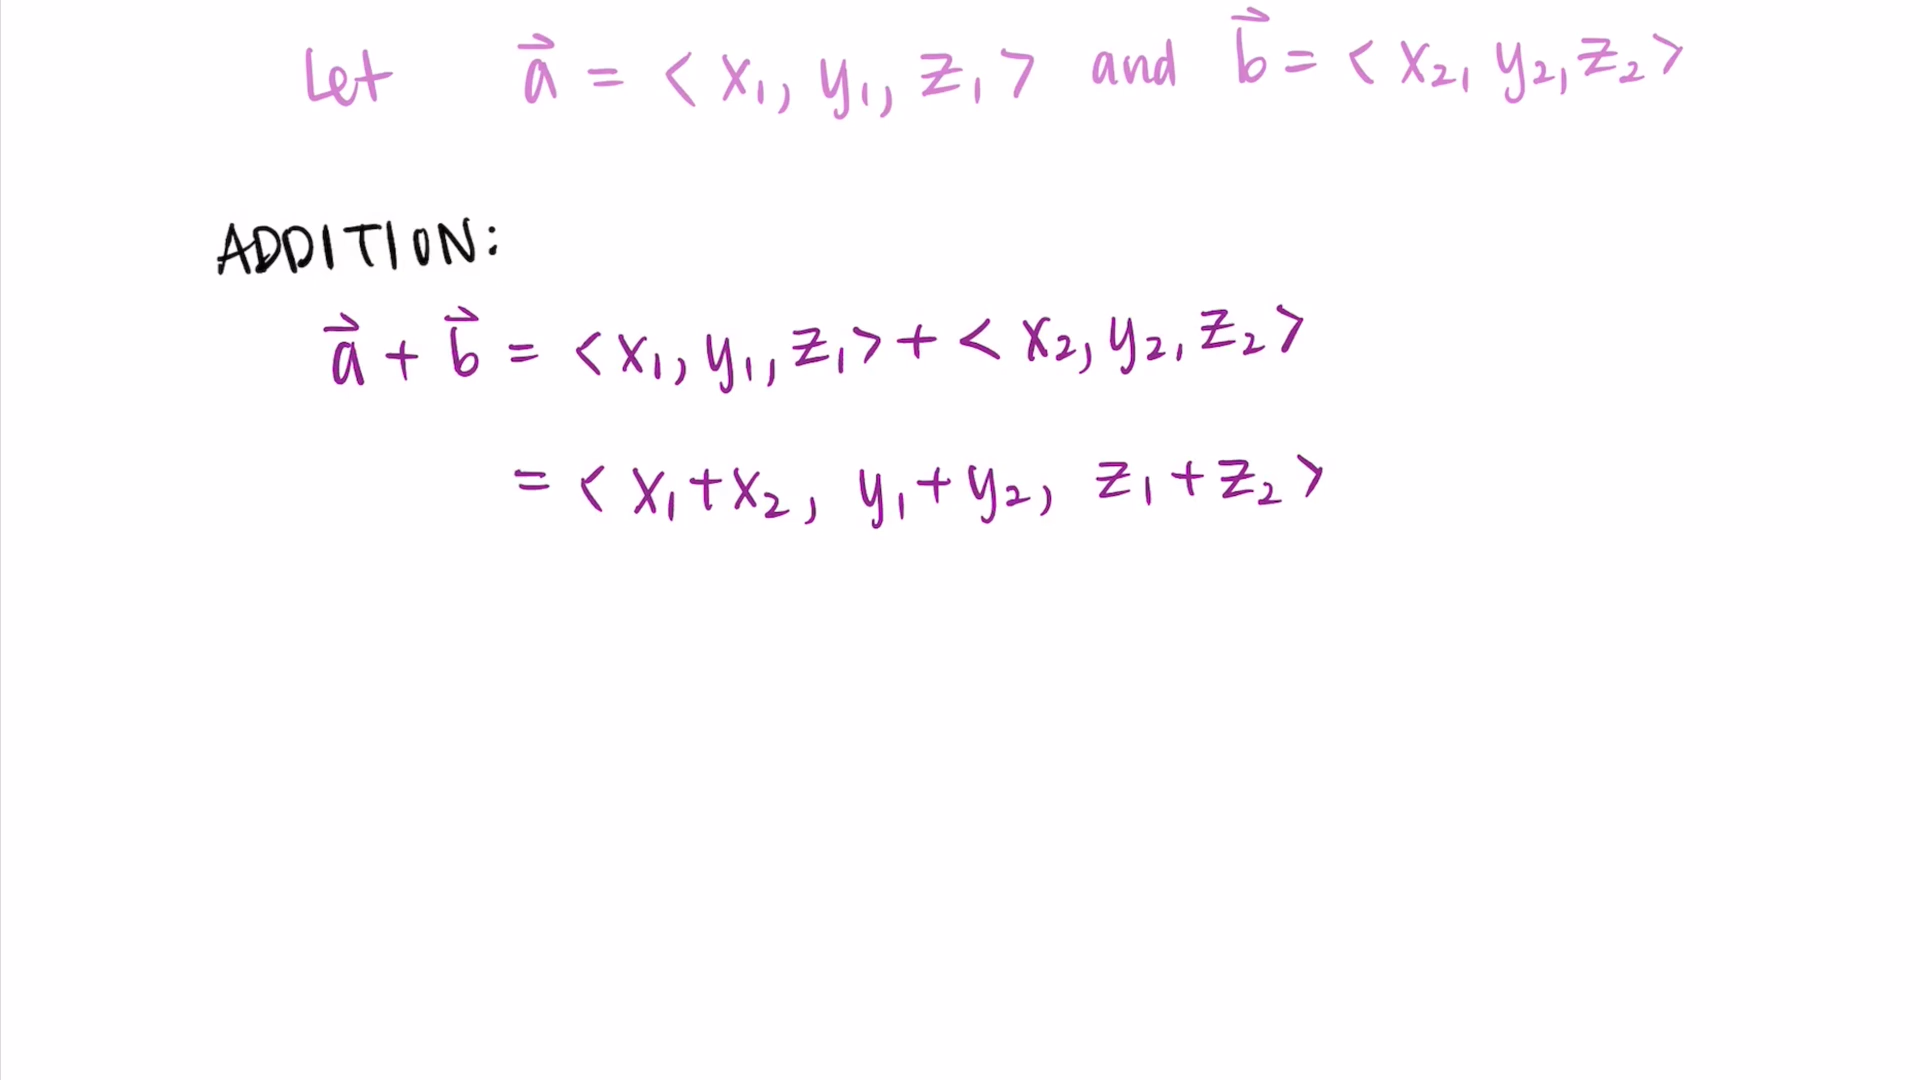 Let a⃗ = < x₁, y₁, z₁ > and b⃗ = < x₂, y₂, z₂ >
ADDITION:
a⃗ + b⃗ = < x₁, y₁, z₁ > + < x₂, y₂, z₂ >
= < x₁+x₂, y₁+y₂, z₁+z₂ >